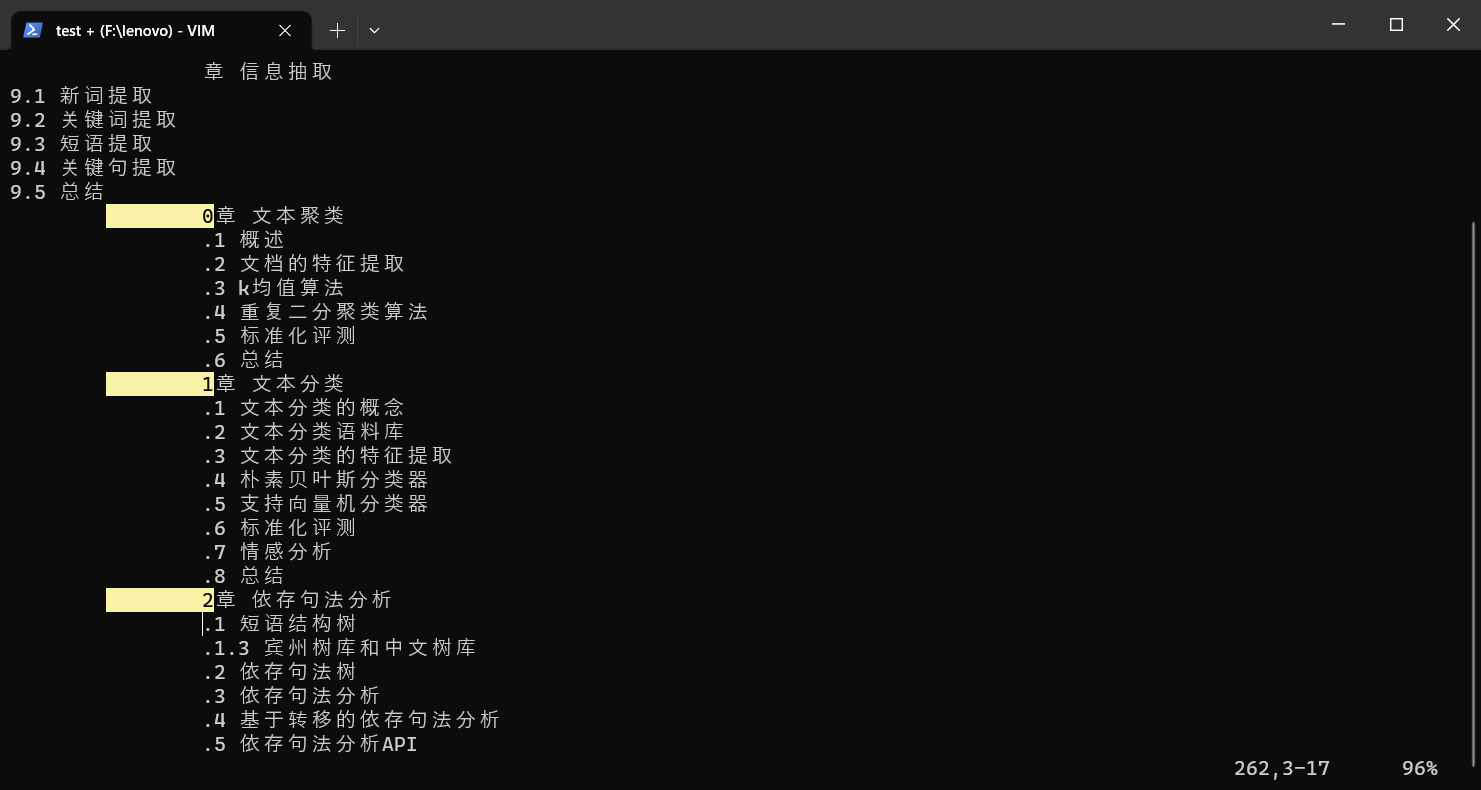 test + (F:\lenovo) - VIM
章 信息抽取
9.1 新词提取
9.2 关键词提取
9.3 短语提取
9.4 关键句提取
9.5 总结
0章 文本聚类
.1 概述
.2 文档的特征提取
.3 k均值算法
.4 重复二分聚类算法
.5 标准化评测
.6 总结
1章 文本分类
.1 文本分类的概念
.2 文本分类语料库
.3 文本分类的特征提取
.4 朴素贝叶斯分类器
.5 支持向量机分类器
.6 标准化评测
.7 情感分析
.8 总结
2章 依存句法分析
.1 短语结构树
.1.3 宾州树库和中文树库
.2 依存句法树
.3 依存句法分析
.4 基于转移的依存句法分析
.5 依存句法分析API
262,3-17 96%